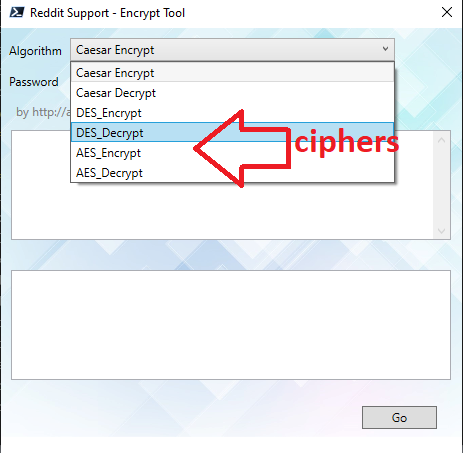 Reddit Support - Encrypt Tool
Algorithm Caesar Encrypt
Caesar Encrypt
Password
Caesar Decrypt
by http://a
DES_Encrypt
DES_Decrypt
AES_Encrypt
AES_Decrypt
ciphers
Go